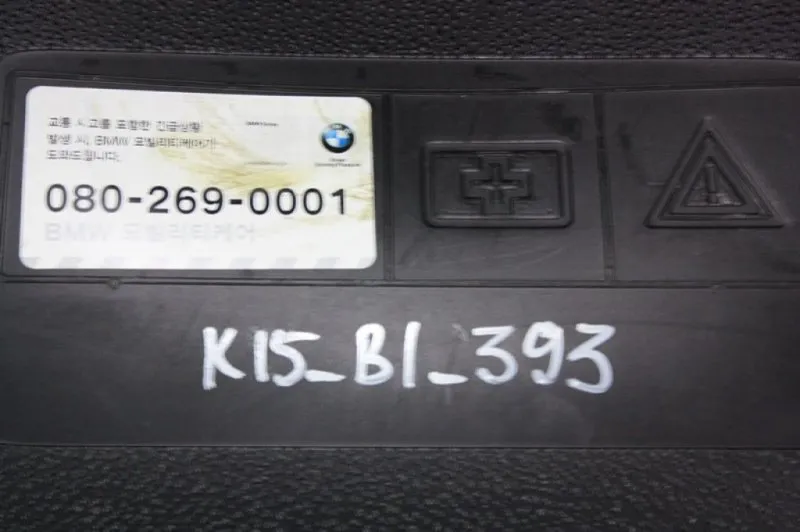 교통 사고를 포함한 긴급상황
발생 시, BMW 모빌리티케어가
도와드립니다.
080-269-0001
BMW 모빌리티케어
K15_B1_393